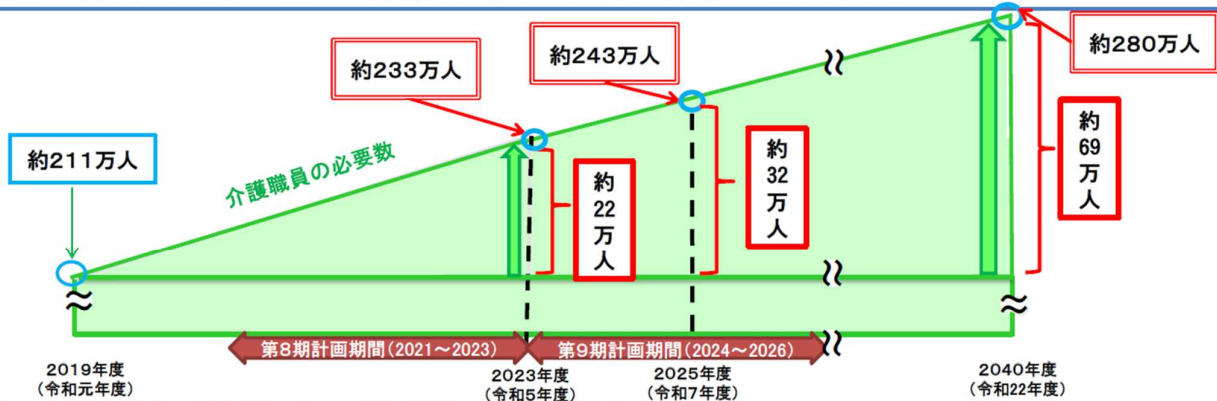 約280万人
約243万人
約233万人
約211万人
介護職員の必要数
約
22
万
人
約
32
万
人
約
69
万
人
第8期計画期間(2021~2023)
第9期計画期間(2024~2026)
2019年度
(令和元年度)
2023年度
(令和5年度)
2025年度
(令和7年度)
2040年度
(令和22年度)